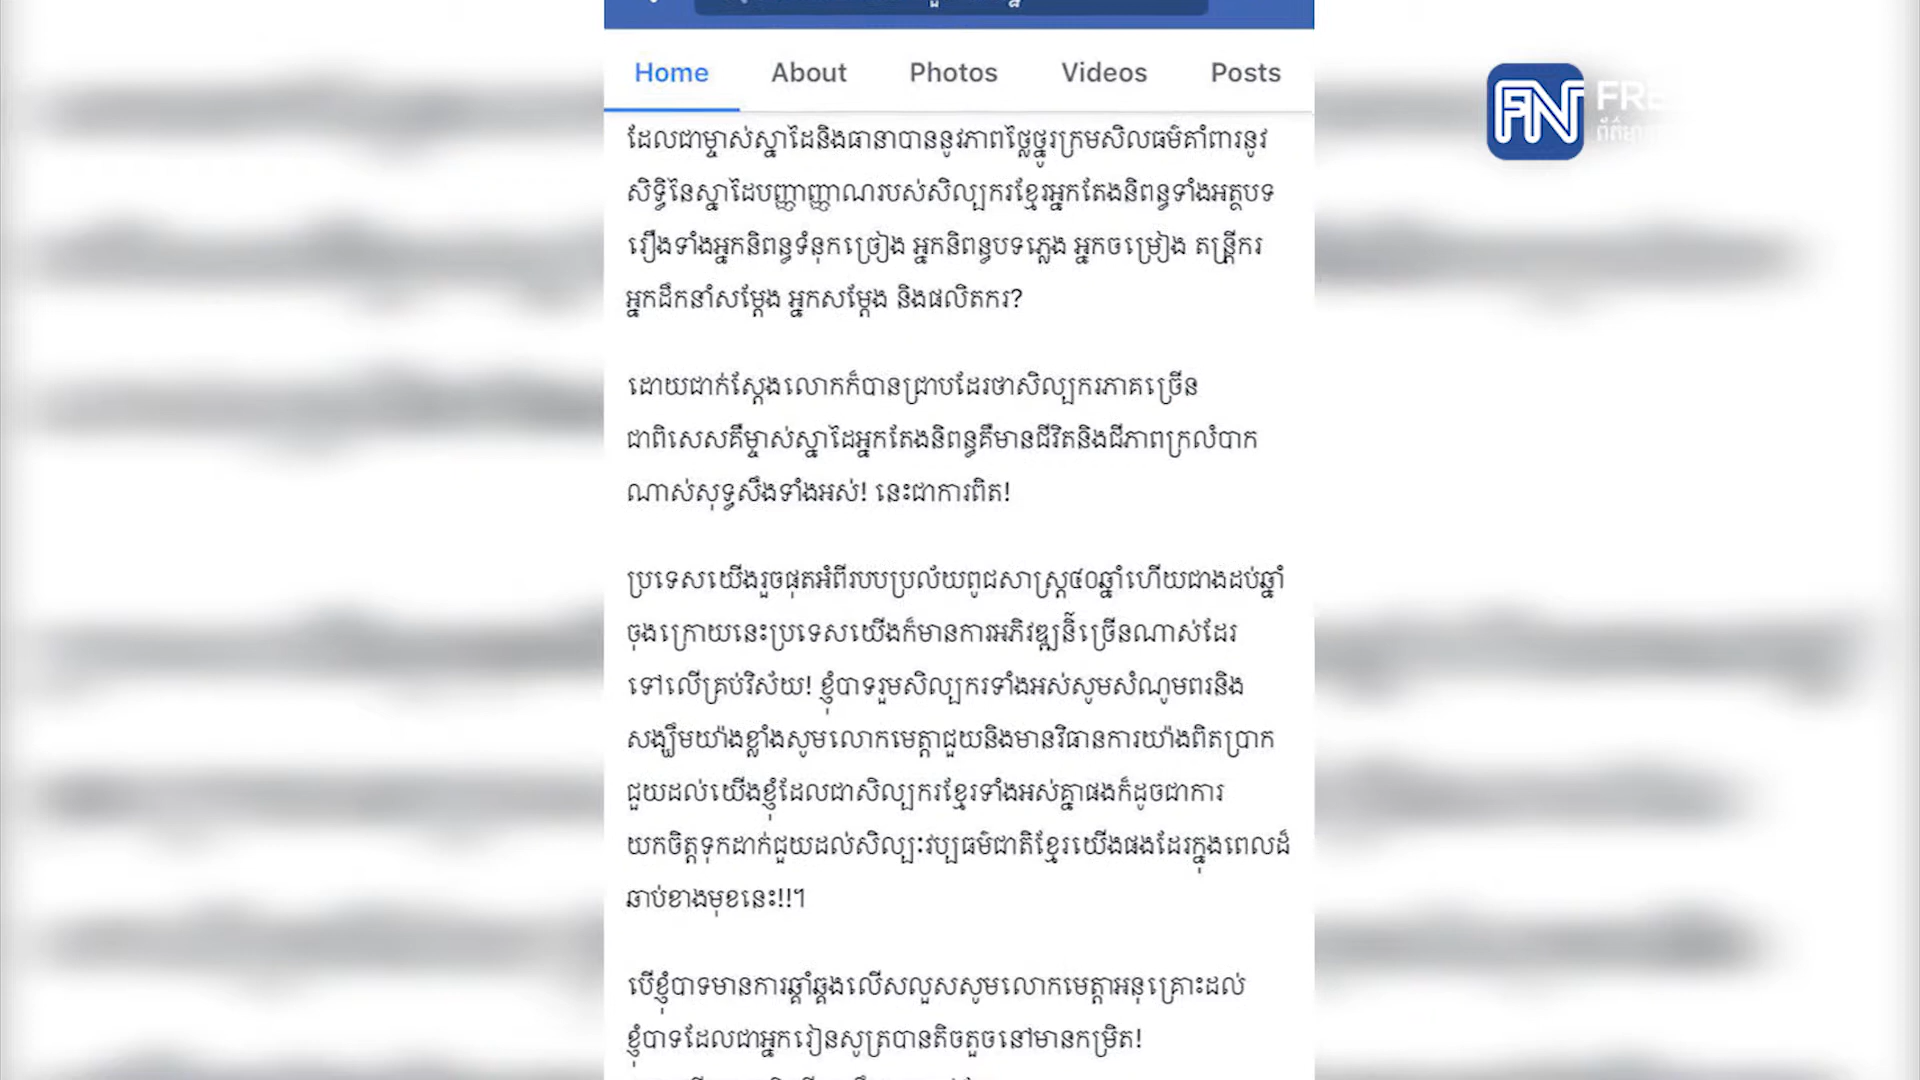 Home About Photos Videos Posts
FN FRE
ដែលជាម្ចាស់ស្នាដៃនិងធានាបាននូវភាពថ្លៃថ្នូរក្រមសិលធម៌គាំពារនូវ
សិទ្ធិនៃស្នាដៃបញ្ញាញ្ញាណរបស់សិល្បករខ្មែរអ្នកតែងនិពន្ធទាំងអត្ថបទ
រឿងទាំងអ្នកនិពន្ធទំនុកច្រៀង អ្នកនិពន្ធបទភ្លេង អ្នកចម្រៀង តន្ត្រីករ
អ្នកដឹកនាំសម្ដែង អ្នកសម្ដែង និងផលិតករ?
ដោយជាក់ស្ដែងលោកក៏បានជ្រាបដែរថាសិល្បករភាគច្រើន
ជាពិសេសគឺម្ចាស់ស្នាដៃអ្នកតែងនិពន្ធគឺមានជីវិតនិងជីភាពក្រលំបាក
ណាស់សុទ្ធសឹងទាំងអស់! នេះជាការពិត!
ប្រទេសយើងរួចផុតអំពីរបបប្រល័យពូជសាស្ត្រ៤០ឆ្នាំហើយជាងដប់ឆ្នាំ
ចុងក្រោយនេះប្រទេសយើងក៏មានការអភិវឌ្ឍន៏ច្រើនណាស់ដែរ
ទៅលើគ្រប់វិស័យ! ខ្ញុំបាទរួមសិល្បករទាំងអស់សូមសំណូមពរនិង
សង្ឃឹមយ៉ាងខ្លាំងសូមលោកមេត្តាជួយនិងមានវិធានការយ៉ាងពិតប្រាក
ជួយដល់យើងខ្ញុំដែលជាសិល្បករខ្មែរទាំងអស់គ្នាផងក៏ដូចជាការ
យកចិត្តទុកដាក់ជួយដល់សិល្បៈវប្បធម៌ជាតិខ្មែរយើងផងដែរក្នុងពេលដ៏
ឆាប់ខាងមុខនេះ!!។
បើខ្ញុំបាទមានការឆ្គាំឆ្គងលើសលួសសូមលោកមេត្តាអនុគ្រោះដល់
ខ្ញុំបាទដែលជាអ្នករៀនសូត្របានតិចតួចនៅមានកម្រិត!